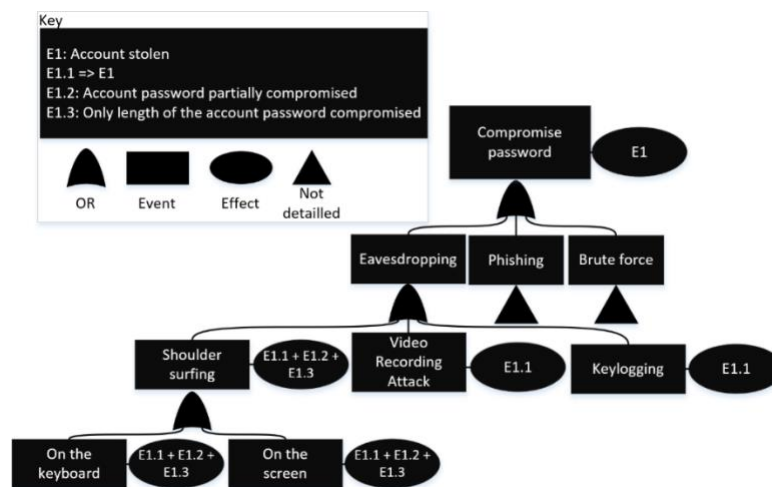 Key
E1: Account stolen
E1.1 => E1
E1.2: Account password partially compromised
E1.3: Only length of the account password compromised
OR
Event
Effect
Not
detailled
Compromise
password
E1
Eavesdropping
Phishing
Brute force
Shoulder
surfing
E1.1 + E1.2 +
E1.3
Video
Recording
Attack
E1.1
Keylogging
E1.1
On the
keyboard
E1.1 + E1.2 +
E1.3
On the
screen
E1.1 + E1.2 +
E1.3